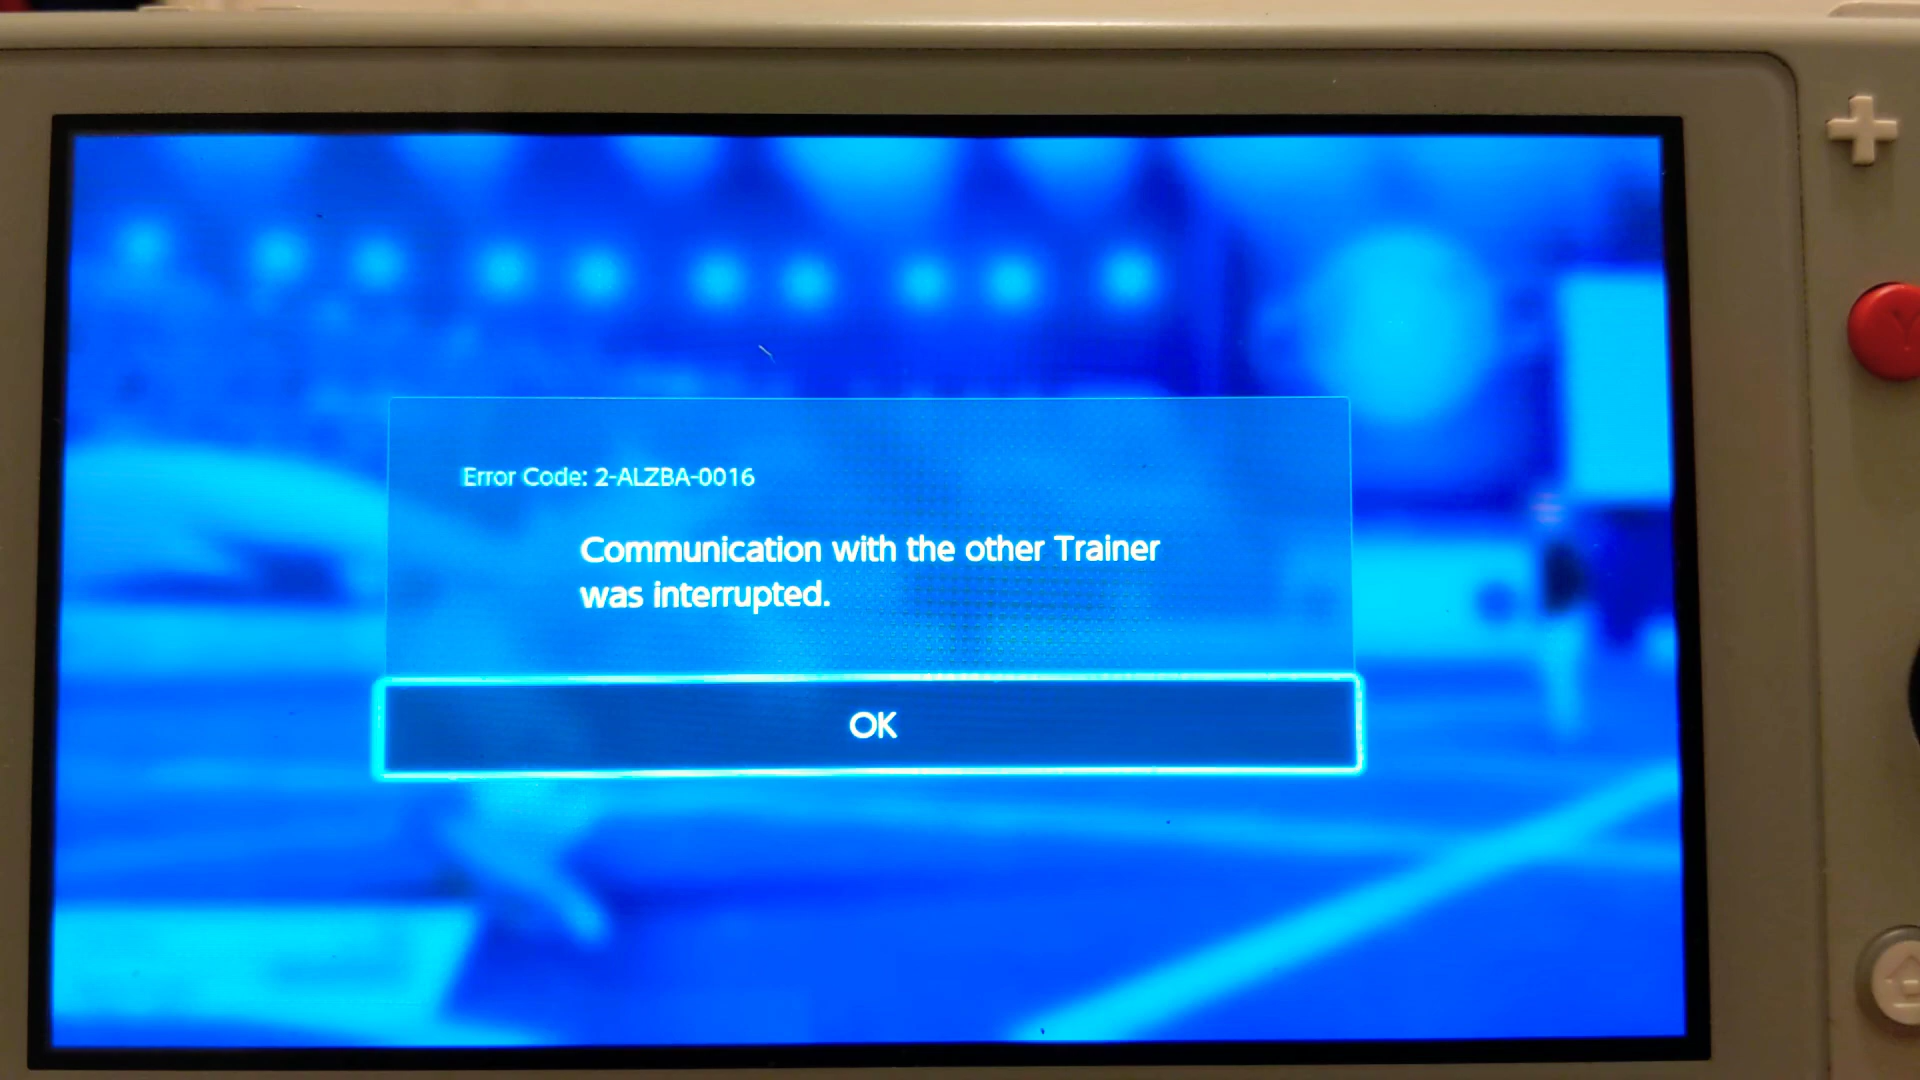 Error Code: 2-ALZBA-0016
Communication with the other Trainer
was interrupted.
OK
Y